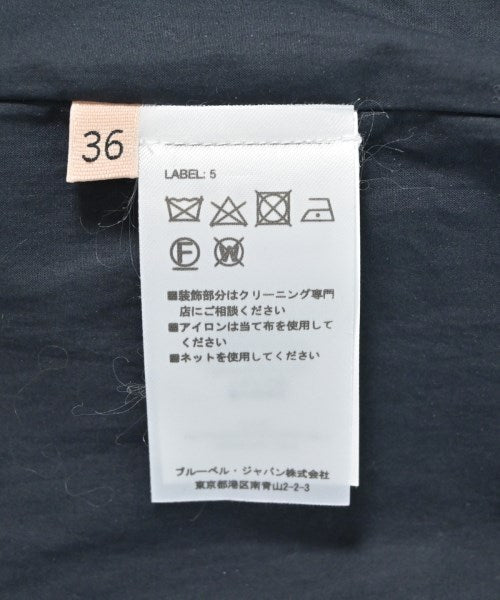 36
LABEL: 5
F W
■装飾部分はクリーニング専門
店にご相談ください
■アイロンは当て布を使用して
ください
■ネットを使用してください
ブルーベル・ジャパン株式会社
東京都港区南青山2-2-3